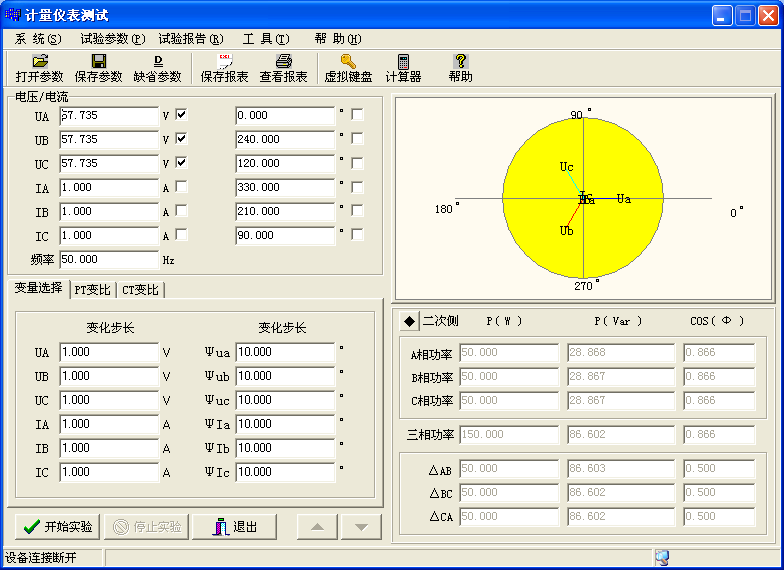 计量仪表测试
系 统(S) 试验参数(P) 试验报告(R) 工 具(T) 帮 助(H)
打开参数 保存参数 缺省参数 保存报表 查看报表 虚拟键盘 计算器 帮助
电压/电流
UA 57.735 V 0.000 °
UB 57.735 V 240.000 °
UC 57.735 V 120.000 °
IA 1.000 A 330.000 °
IB 1.000 A 210.000 °
IC 1.000 A 90.000 °
频率 50.000 Hz
90°
Uc
180° Ua 0°
Ub
270°
变量选择 PT变比 CT变比
变化步长 变化步长
UA 1.000 V Ψua 10.000 °
UB 1.000 V Ψub 10.000 °
UC 1.000 V Ψuc 10.000 °
IA 1.000 A ΨIa 10.000 °
IB 1.000 A ΨIb 10.000 °
IC 1.000 A ΨIc 10.000 °
◆ 二次侧 P( W ) P( Var ) COS( Φ )
A相功率 50.000 28.868 0.866
B相功率 50.000 28.867 0.866
C相功率 50.000 28.867 0.866
三相功率 150.000 86.602 0.866
△AB 50.000 86.603 0.500
△BC 50.000 86.602 0.500
△CA 50.000 86.602 0.500
开始实验 停止实验 退出
设备连接断开